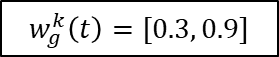 $w_g^k(t) = [0.3, 0.9]$